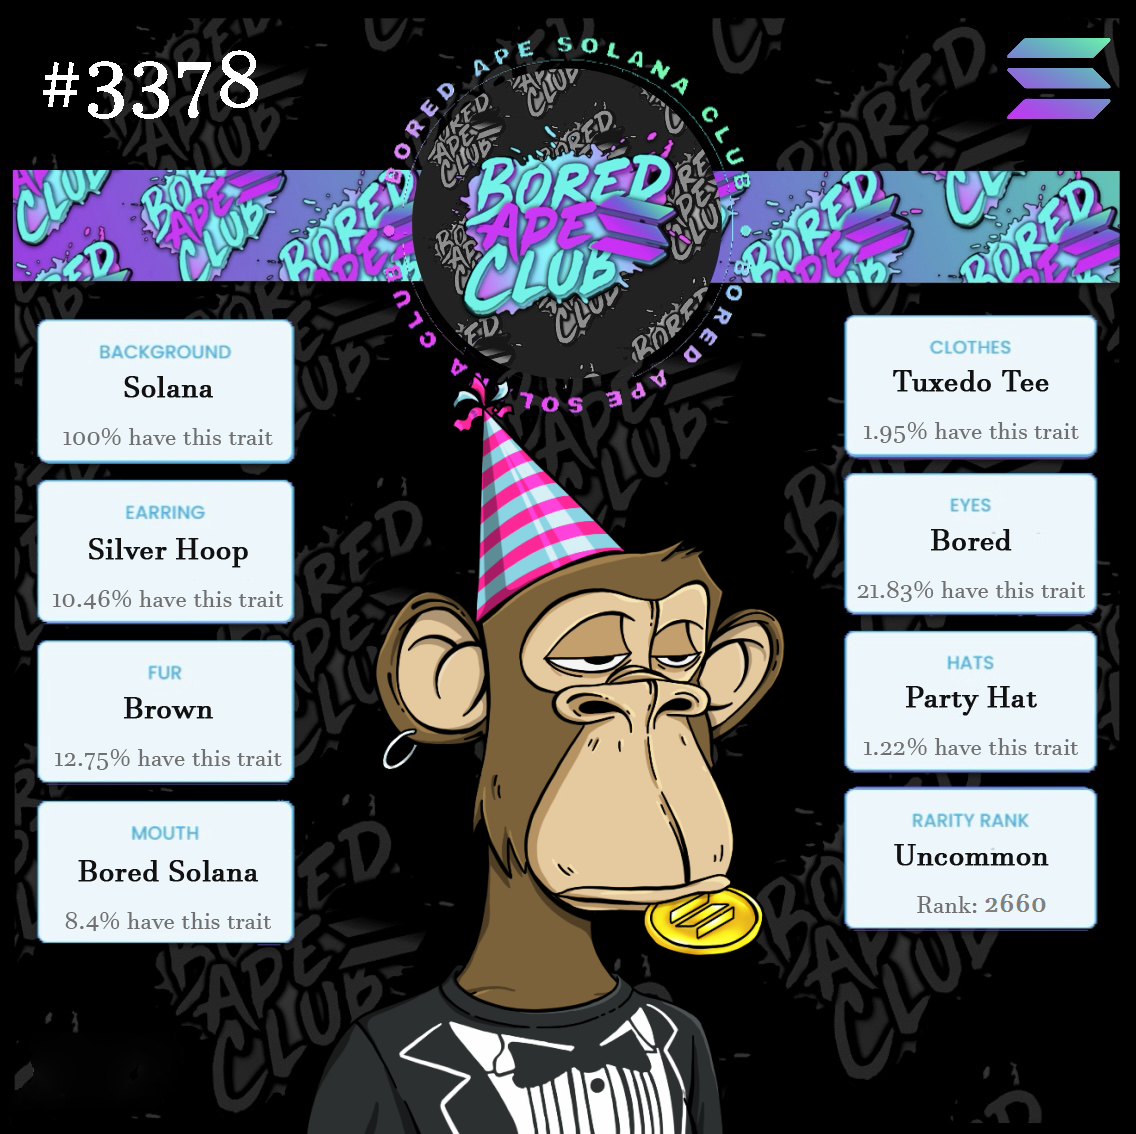 #3378
BORED APE SOLANA CLUB
BORED APE SOLANA CLUB
BORED
APE
CLUB
BACKGROUND
Solana
100% have this trait
EARRING
Silver Hoop
10.46% have this trait
FUR
Brown
12.75% have this trait
MOUTH
Bored Solana
8.4% have this trait
CLOTHES
Tuxedo Tee
1.95% have this trait
EYES
Bored
21.83% have this trait
HATS
Party Hat
1.22% have this trait
RARITY RANK
Uncommon
Rank: 2660